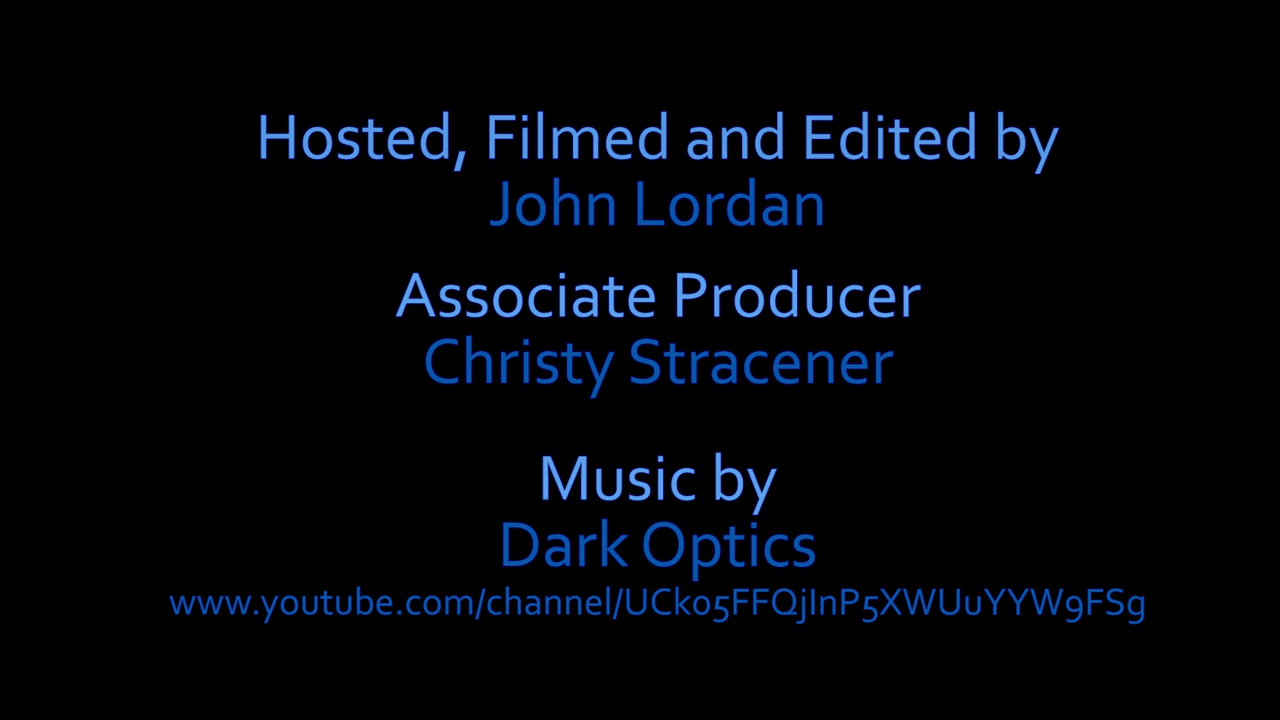 Hosted, Filmed and Edited by
John Lordan
Associate Producer
Christy Stracener
Music by
Dark Optics
www.youtube.com/channel/UCko5FFQjInP5XWUuYYW9FSg